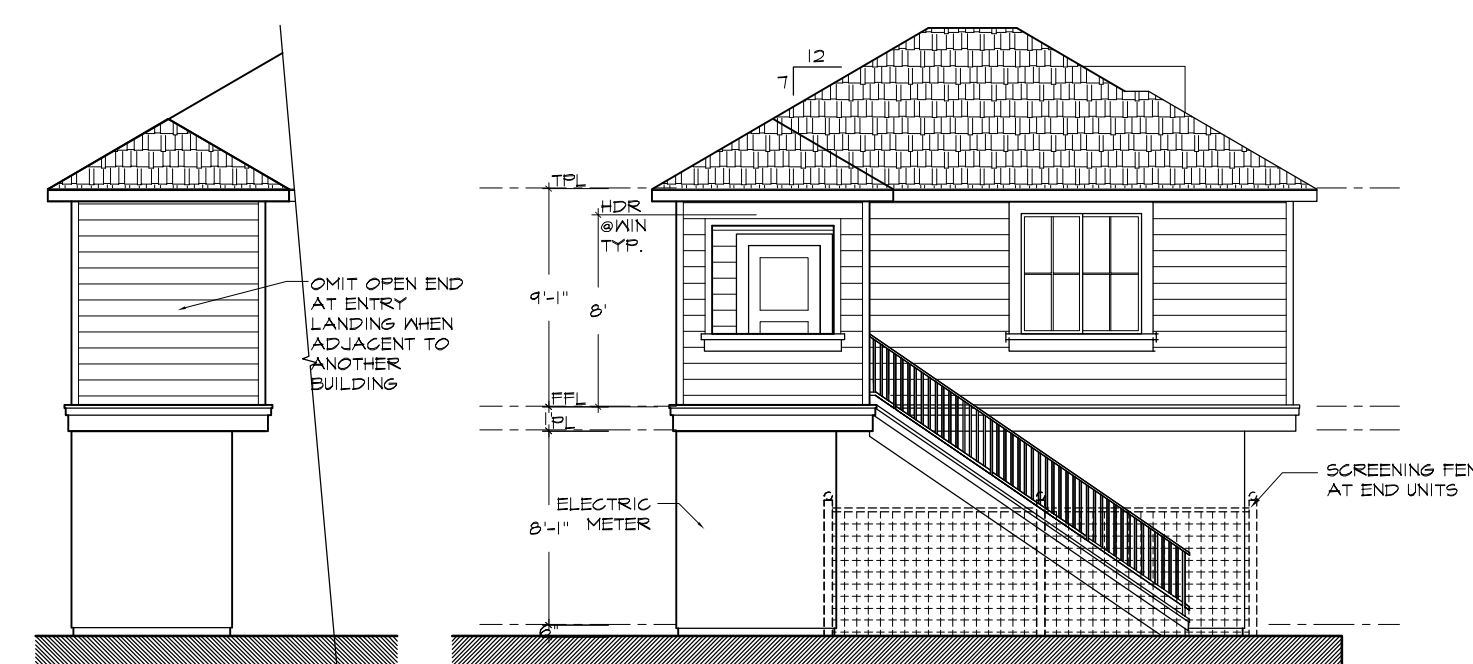 12
7
TPL
HDR
@WIN
TYP.
OMIT OPEN END
AT ENTRY
LANDING WHEN
ADJACENT TO
ANOTHER
BUILDING
9'-1"
8'
FFL
PL
SCREENING FEN
AT END UNITS
ELECTRIC
METER
8'-1"
6"